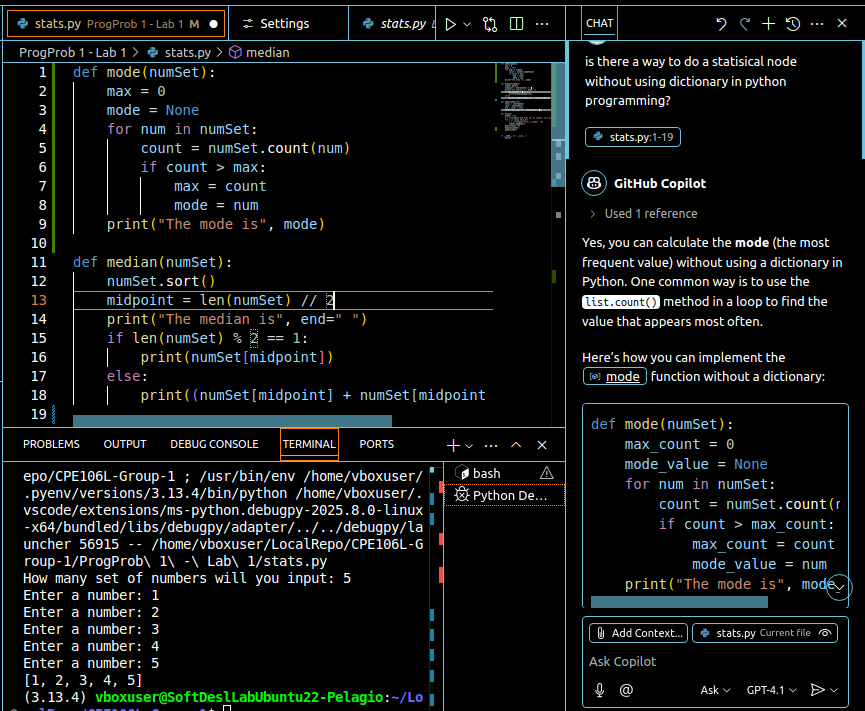 stats.py ProgProb 1 - Lab 1 M
Settings
stats.py
CHAT
ProgProb 1 - Lab 1 > stats.py > median
1 def mode(numSet):
2 max = 0
3 mode = None
4 for num in numSet:
5 count = numSet.count(num)
6 if count > max:
7 max = count
8 mode = num
9 print("The mode is", mode)
10
11 def median(numSet):
12 numSet.sort()
13 midpoint = len(numSet) // 2
14 print("The median is", end=" ")
15 if len(numSet) % 2 == 1:
16 print(numSet[midpoint])
17 else:
18 print((numSet[midpoint] + numSet[midpoint
19
PROBLEMS OUTPUT DEBUG CONSOLE TERMINAL PORTS
epo/CPE106L-Group-1 ; /usr/bin/env /home/vboxuser/
.pyenv/versions/3.13.4/bin/python /home/vboxuser/.
vscode/extensions/ms-python.debugpy-2025.8.0-linux
-x64/bundled/libs/debugpy/adapter/../../debugpy/la
uncher 56915 -- /home/vboxuser/LocalRepo/CPE106L-G
roup-1/ProgProb\ 1\ -\ Lab\ 1/stats.py
How many set of numbers will you input: 5
Enter a number: 1
Enter a number: 2
Enter a number: 3
Enter a number: 4
Enter a number: 5
[1, 2, 3, 4, 5]
(3.13.4) vboxuser@SoftDeslLabUbuntu22-Pelagio:~/Lo
bash
Python De...
is there a way to do a statisical node
without using dictionary in python
programming?
stats.py:1-19
GitHub Copilot
Used 1 reference
Yes, you can calculate the mode (the most
frequent value) without using a dictionary in
Python. One common way is to use the
list.count() method in a loop to find the
value that appears most often.
Here's how you can implement the
mode function without a dictionary:
def mode(numSet):
max_count = 0
mode_value = None
for num in numSet:
count = numSet.count(
if count > max_count:
max_count = count
mode_value = num
print("The mode is", mode
Add Context...
stats.py Current file
Ask Copilot
Ask
GPT-4.1